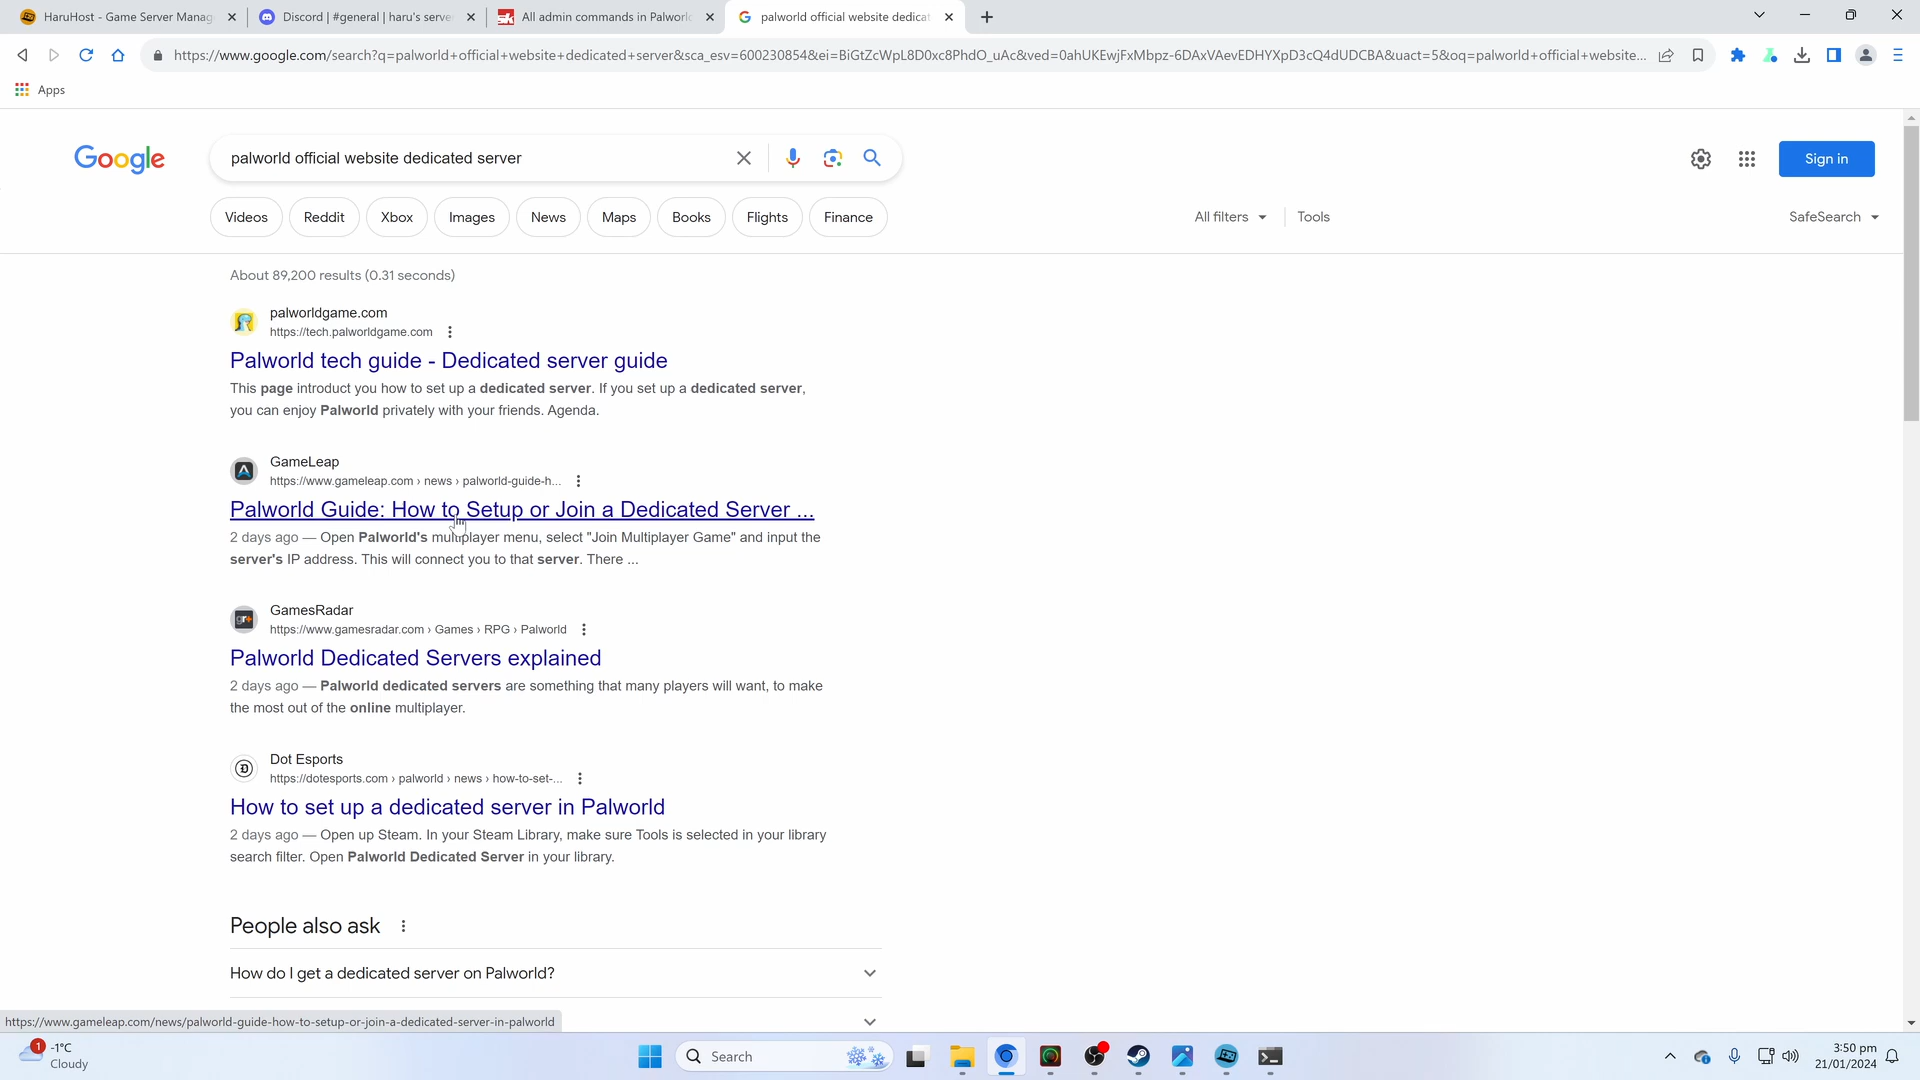 HaruHost - Game Server Manag
Discord | #general | haru's serve
All admin commands in Palworl
palworld official website dedicat
https://www.google.com/search?q=palworld+official+website+dedicated+server&sca_esv=600230854&ei=BiGtZcWpL8D0xc8PhdO_uAc&ved=0ahUKEwjFxMbpz-6DAxVAevEDHYXpD3cQ4dUDCBA&uact=5&oq=palworld+official+website...
Apps
Google
palworld official website dedicated server
Sign in
Videos
Reddit
Xbox
Images
News
Maps
Books
Flights
Finance
All filters
Tools
SafeSearch
About 89,200 results (0.31 seconds)
palworldgame.com
https://tech.palworldgame.com
Palworld tech guide - Dedicated server guide
This page introduct you how to set up a dedicated server. If you set up a dedicated server,
you can enjoy Palworld privately with your friends. Agenda.
GameLeap
https://www.gameleap.com › news › palworld-guide-h...
Palworld Guide: How to Setup or Join a Dedicated Server ...
2 days ago — Open Palworld's multiplayer menu, select "Join Multiplayer Game" and input the
server's IP address. This will connect you to that server. There ...
gr+
GamesRadar
https://www.gamesradar.com › Games › RPG › Palworld
Palworld Dedicated Servers explained
2 days ago — Palworld dedicated servers are something that many players will want, to make
the most out of the online multiplayer.
Dot Esports
https://dotesports.com › palworld › news › how-to-set-...
How to set up a dedicated server in Palworld
2 days ago — Open up Steam. In your Steam Library, make sure Tools is selected in your library
search filter. Open Palworld Dedicated Server in your library.
People also ask
How do I get a dedicated server on Palworld?
https://www.gameleap.com/news/palworld-guide-how-to-setup-or-join-a-dedicated-server-in-palworld
1
-1°C
Cloudy
Search
3:50 pm
21/01/2024